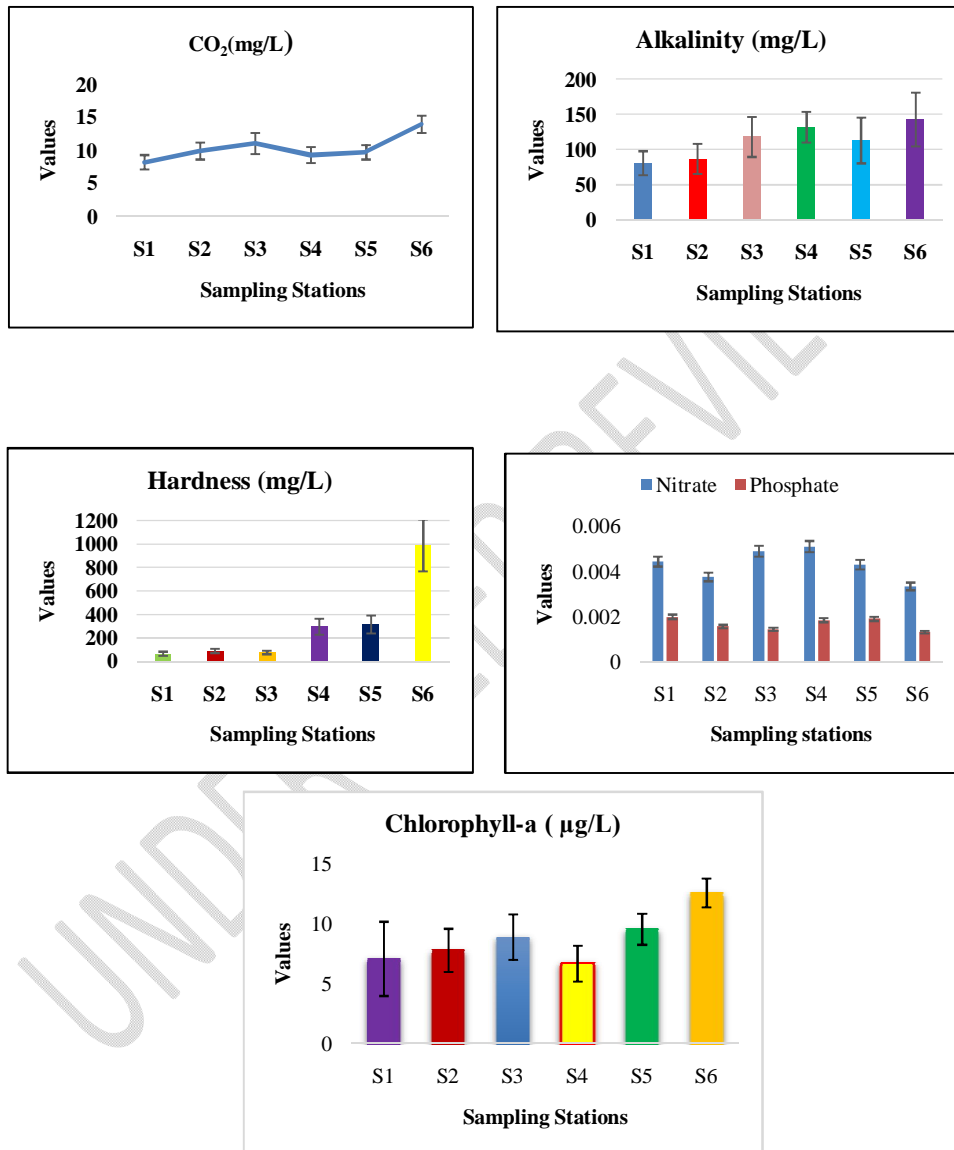 CO₂(mg/L)
20
15
10
5
0
Values
S1 S2 S3 S4 S5 S6
Sampling Stations
Alkalinity (mg/L)
200
150
100
50
0
Values
S1 S2 S3 S4 S5 S6
Sampling Stations
Hardness (mg/L)
1200
1000
800
600
400
200
0
Values
S1 S2 S3 S4 S5 S6
Sampling Stations
Nitrate Phosphate
0.006
0.004
0.002
0
Values
S1 S2 S3 S4 S5 S6
Sampling stations
Chlorophyll-a ( µg/L)
15
10
5
0
Values
S1 S2 S3 S4 S5 S6
Sampling Stations